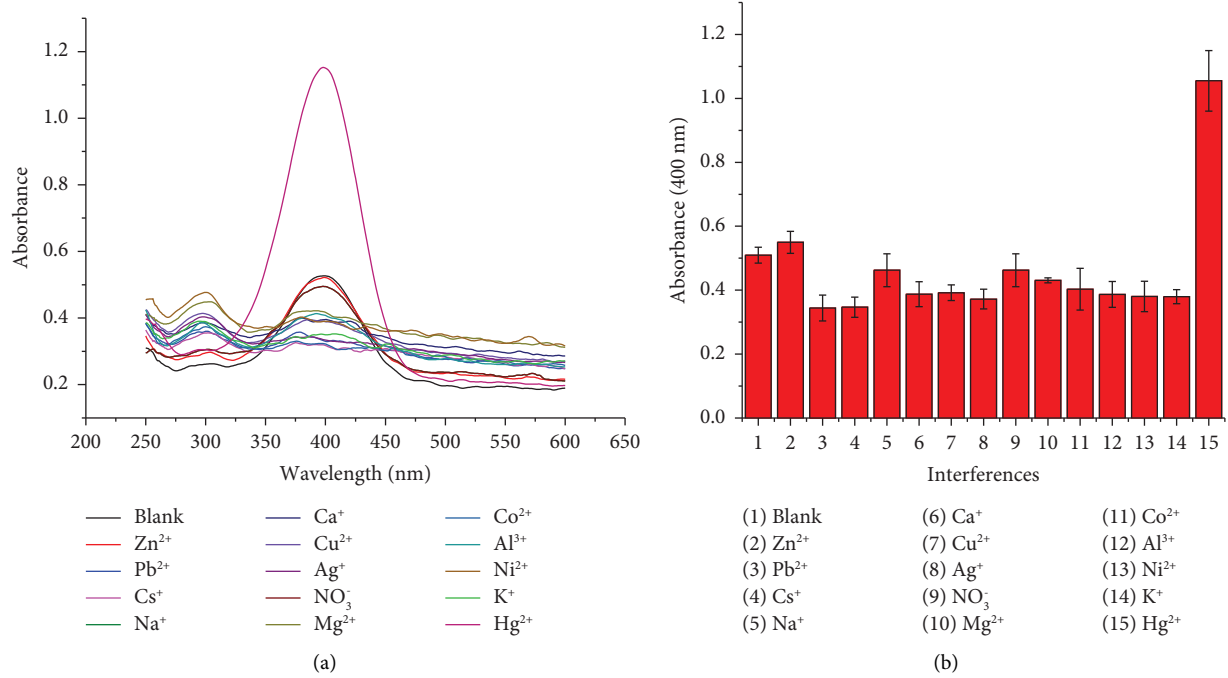 1.2
1.0
0.8
0.6
0.4
0.2
Absorbance
200 250 300 350 400 450 500 550 600 650
Wavelength (nm)
Blank Ca⁺ Co²⁺
Zn²⁺ Cu²⁺ Al³⁺
Pb²⁺ Ag⁺ Ni²⁺
Cs⁺ NO₃⁻ K⁺
Na⁺ Mg²⁺ Hg²⁺
(a)
1.2
1.0
0.8
0.6
0.4
0.2
0.0
Absorbance (400 nm)
1 2 3 4 5 6 7 8 9 10 11 12 13 14 15
Interferences
(1) Blank (6) Ca⁺ (11) Co²⁺
(2) Zn²⁺ (7) Cu²⁺ (12) Al³⁺
(3) Pb²⁺ (8) Ag⁺ (13) Ni²⁺
(4) Cs⁺ (9) NO₃⁻ (14) K⁺
(5) Na⁺ (10) Mg²⁺ (15) Hg²⁺
(b)